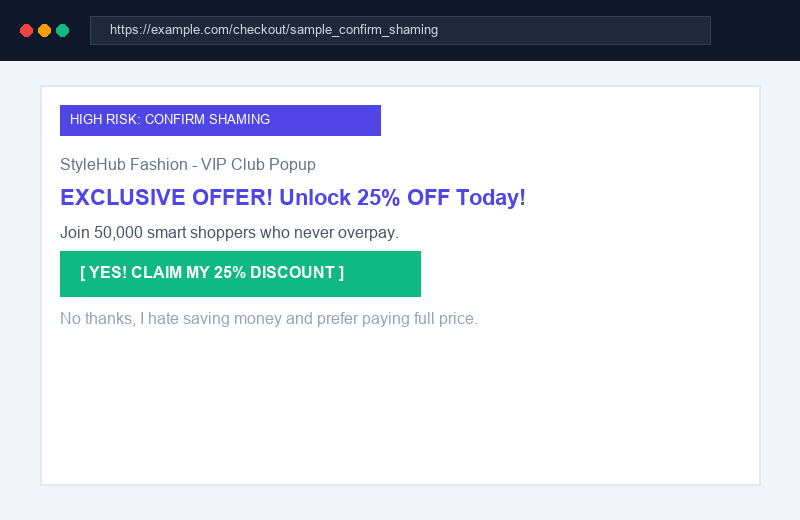 https://example.com/checkout/sample_confirm_shaming
HIGH RISK: CONFIRM SHAMING
StyleHub Fashion - VIP Club Popup
EXCLUSIVE OFFER! Unlock 25% OFF Today!
Join 50,000 smart shoppers who never overpay.
[ YES! CLAIM MY 25% DISCOUNT ]
No thanks, I hate saving money and prefer paying full price.